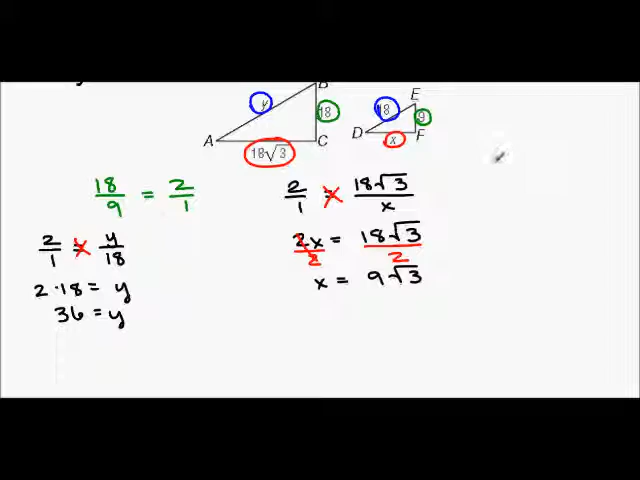 B
y
18
A
C
18√3
E
18
9
D
x
F
18/9 = 2/1
2/1 = y/18
2·18 = y
36 = y
2/1 = 18√3/x
2x/2 = 18√3/2
x = 9√3